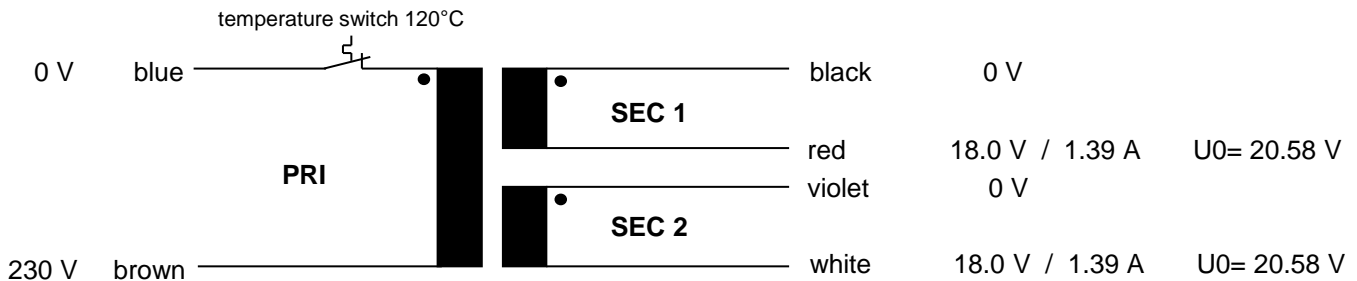 temperature switch 120°C
0 V blue black 0 V
SEC 1
red 18.0 V / 1.39 A U0= 20.58 V
PRI
violet 0 V
SEC 2
230 V brown white 18.0 V / 1.39 A U0= 20.58 V